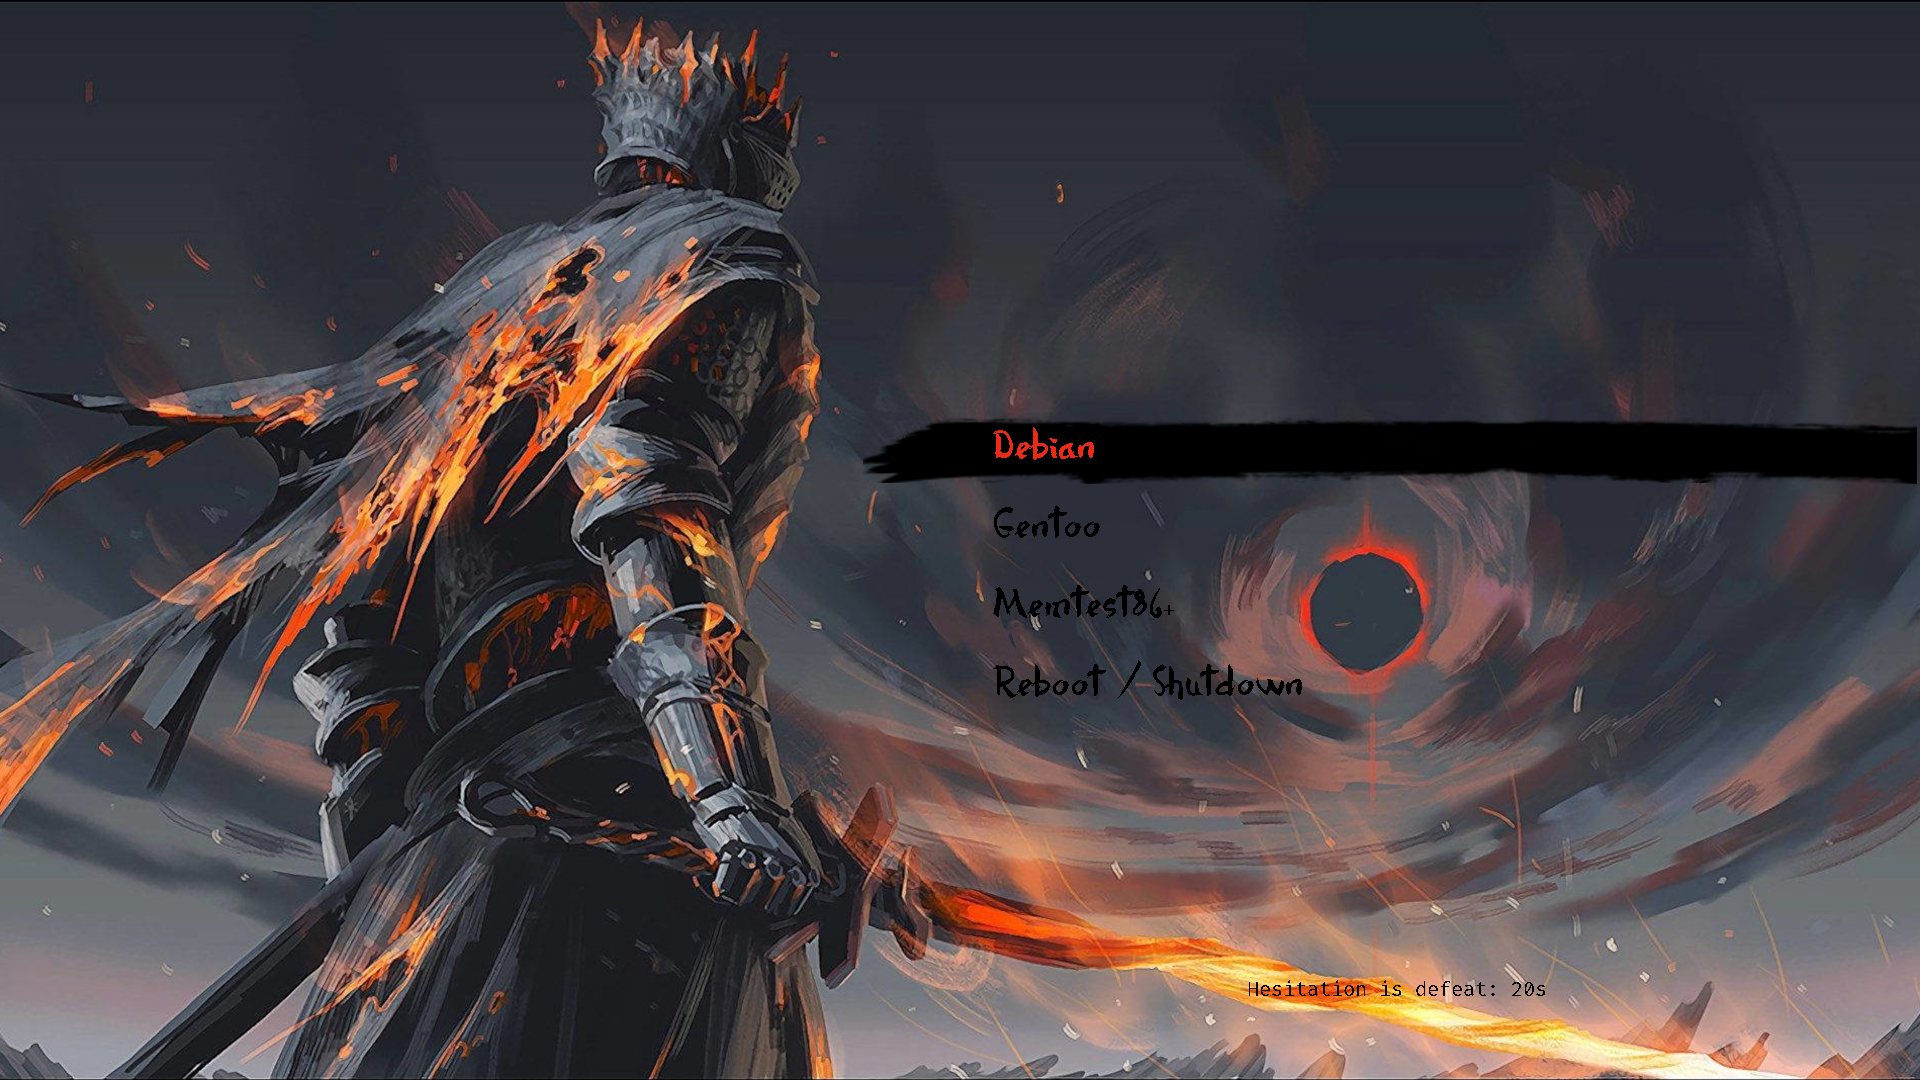 Debian
Gentoo
Memtest86+
Reboot / Shutdown
Hesitation is defeat: 20s